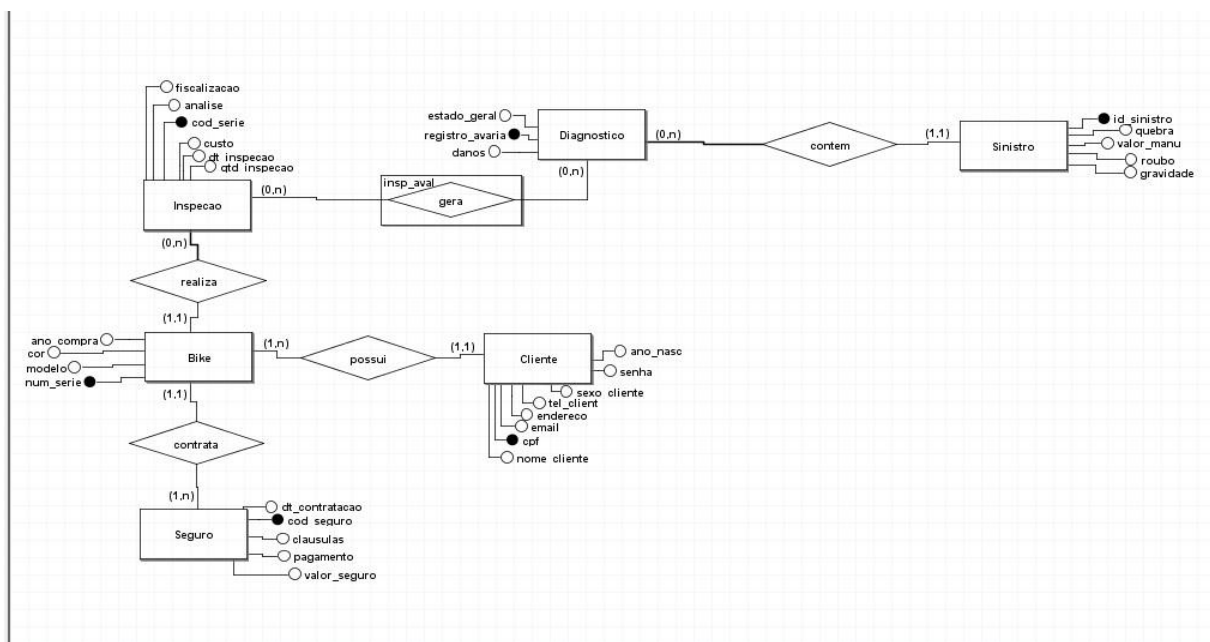 fiscalizacao
analise
cod_serie
custo
dt_inspecao
qtd_inspecao
Inspecao
(0,n)
(0,n)
estado_geral
registro_avaria
danos
Diagnostico
(0,n)
(0,n)
contem
(1,1)
Sinistro
id_sinistro
quebra
valor_manu
roubo
gravidade
insp_aval
gera
realiza
(1,1)
ano_compra
cor
modelo
num_serie
Bike
(1,n)
(1,1)
possui
(1,1)
Cliente
ano_nasc
senha
sexo_cliente
tel_client
endereco
email
cpf
nome_cliente
contrata
(1,n)
Seguro
dt_contratacao
cod_seguro
clausulas
pagamento
valor_seguro